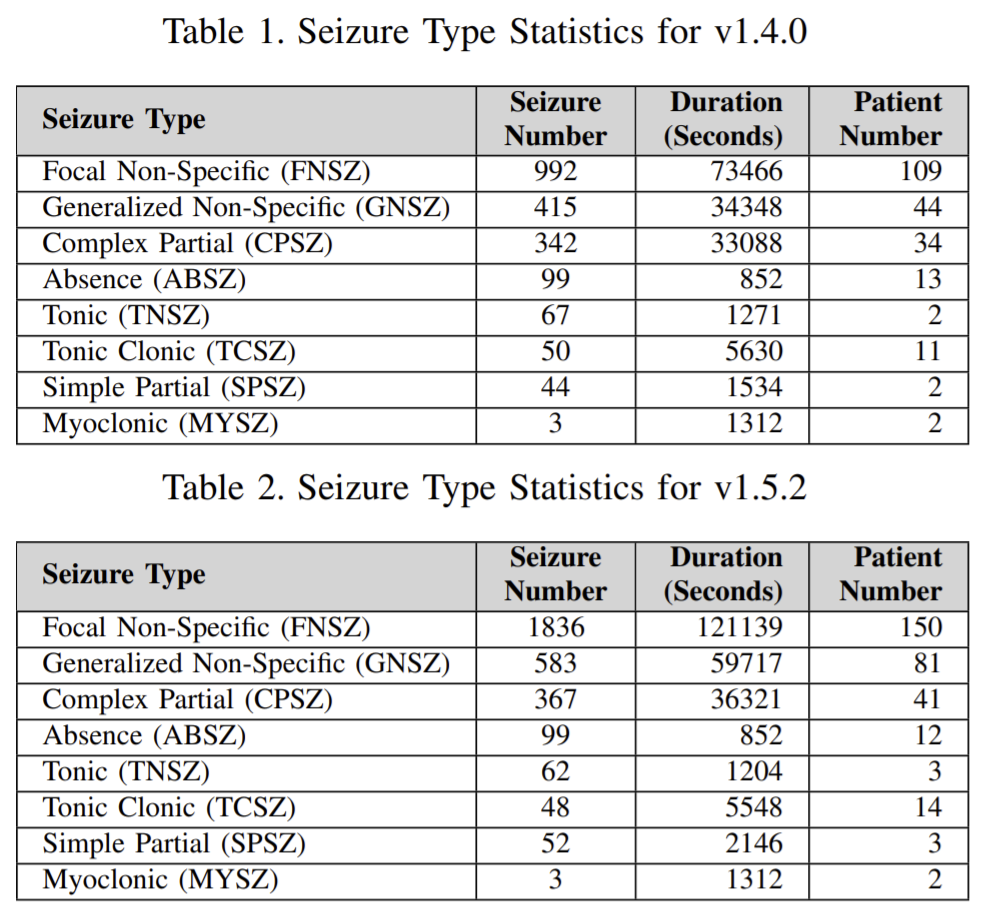 Table 1. Seizure Type Statistics for v1.4.0
Seizure Type Seizure Number Duration (Seconds) Patient Number
Focal Non-Specific (FNSZ) 992 73466 109
Generalized Non-Specific (GNSZ) 415 34348 44
Complex Partial (CPSZ) 342 33088 34
Absence (ABSZ) 99 852 13
Tonic (TNSZ) 67 1271 2
Tonic Clonic (TCSZ) 50 5630 11
Simple Partial (SPSZ) 44 1534 2
Myoclonic (MYSZ) 3 1312 2
Table 2. Seizure Type Statistics for v1.5.2
Seizure Type Seizure Number Duration (Seconds) Patient Number
Focal Non-Specific (FNSZ) 1836 121139 150
Generalized Non-Specific (GNSZ) 583 59717 81
Complex Partial (CPSZ) 367 36321 41
Absence (ABSZ) 99 852 12
Tonic (TNSZ) 62 1204 3
Tonic Clonic (TCSZ) 48 5548 14
Simple Partial (SPSZ) 52 2146 3
Myoclonic (MYSZ) 3 1312 2